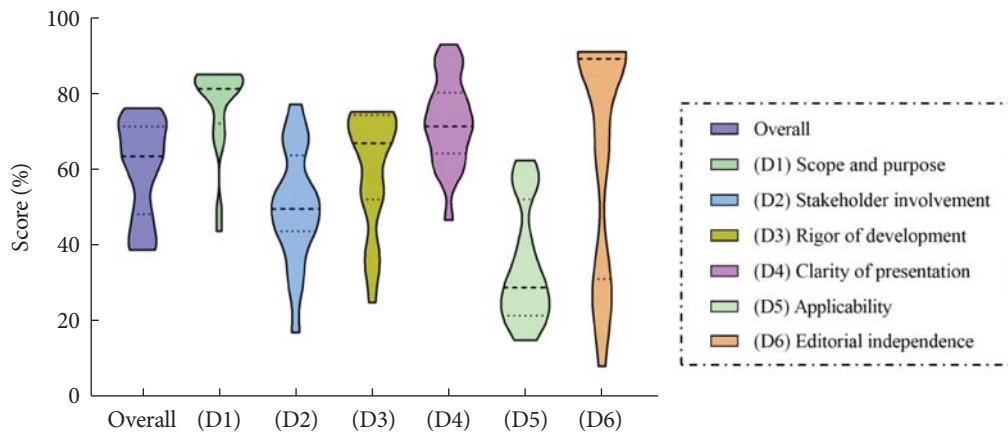 Score (%)
100
80
60
40
20
0
Overall
(D1)
(D2)
(D3)
(D4)
(D5)
(D6)
Overall
(D1) Scope and purpose
(D2) Stakeholder involvement
(D3) Rigor of development
(D4) Clarity of presentation
(D5) Applicability
(D6) Editorial independence